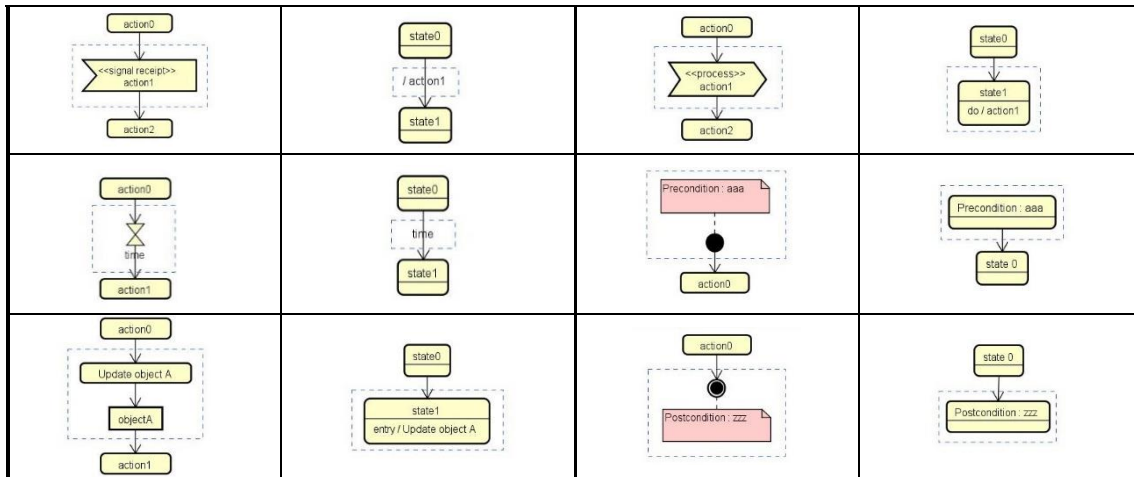 action0
<<signal receipt>>
action1
action2
state0
/ action1
state1
action0
<<process>>
action1
action2
state0
state1
do / action1
action0
time
action1
state0
time
state1
Precondition : aaa
action0
Precondition : aaa
state 0
action0
Update object A
objectA
action1
state0
state1
entry / Update object A
action0
Postcondition : zzz
state 0
Postcondition : zzz